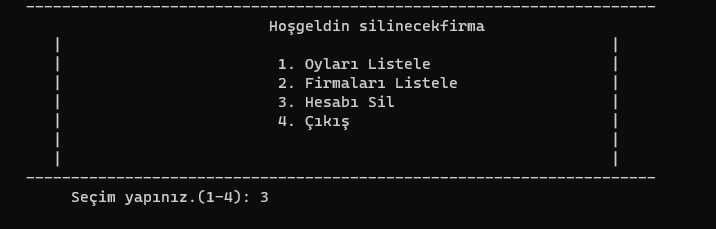 Hoşgeldin silinecekfirma
1. Oyları Listele
2. Firmaları Listele
3. Hesabı Sil
4. Çıkış
Seçim yapınız.(1-4): 3